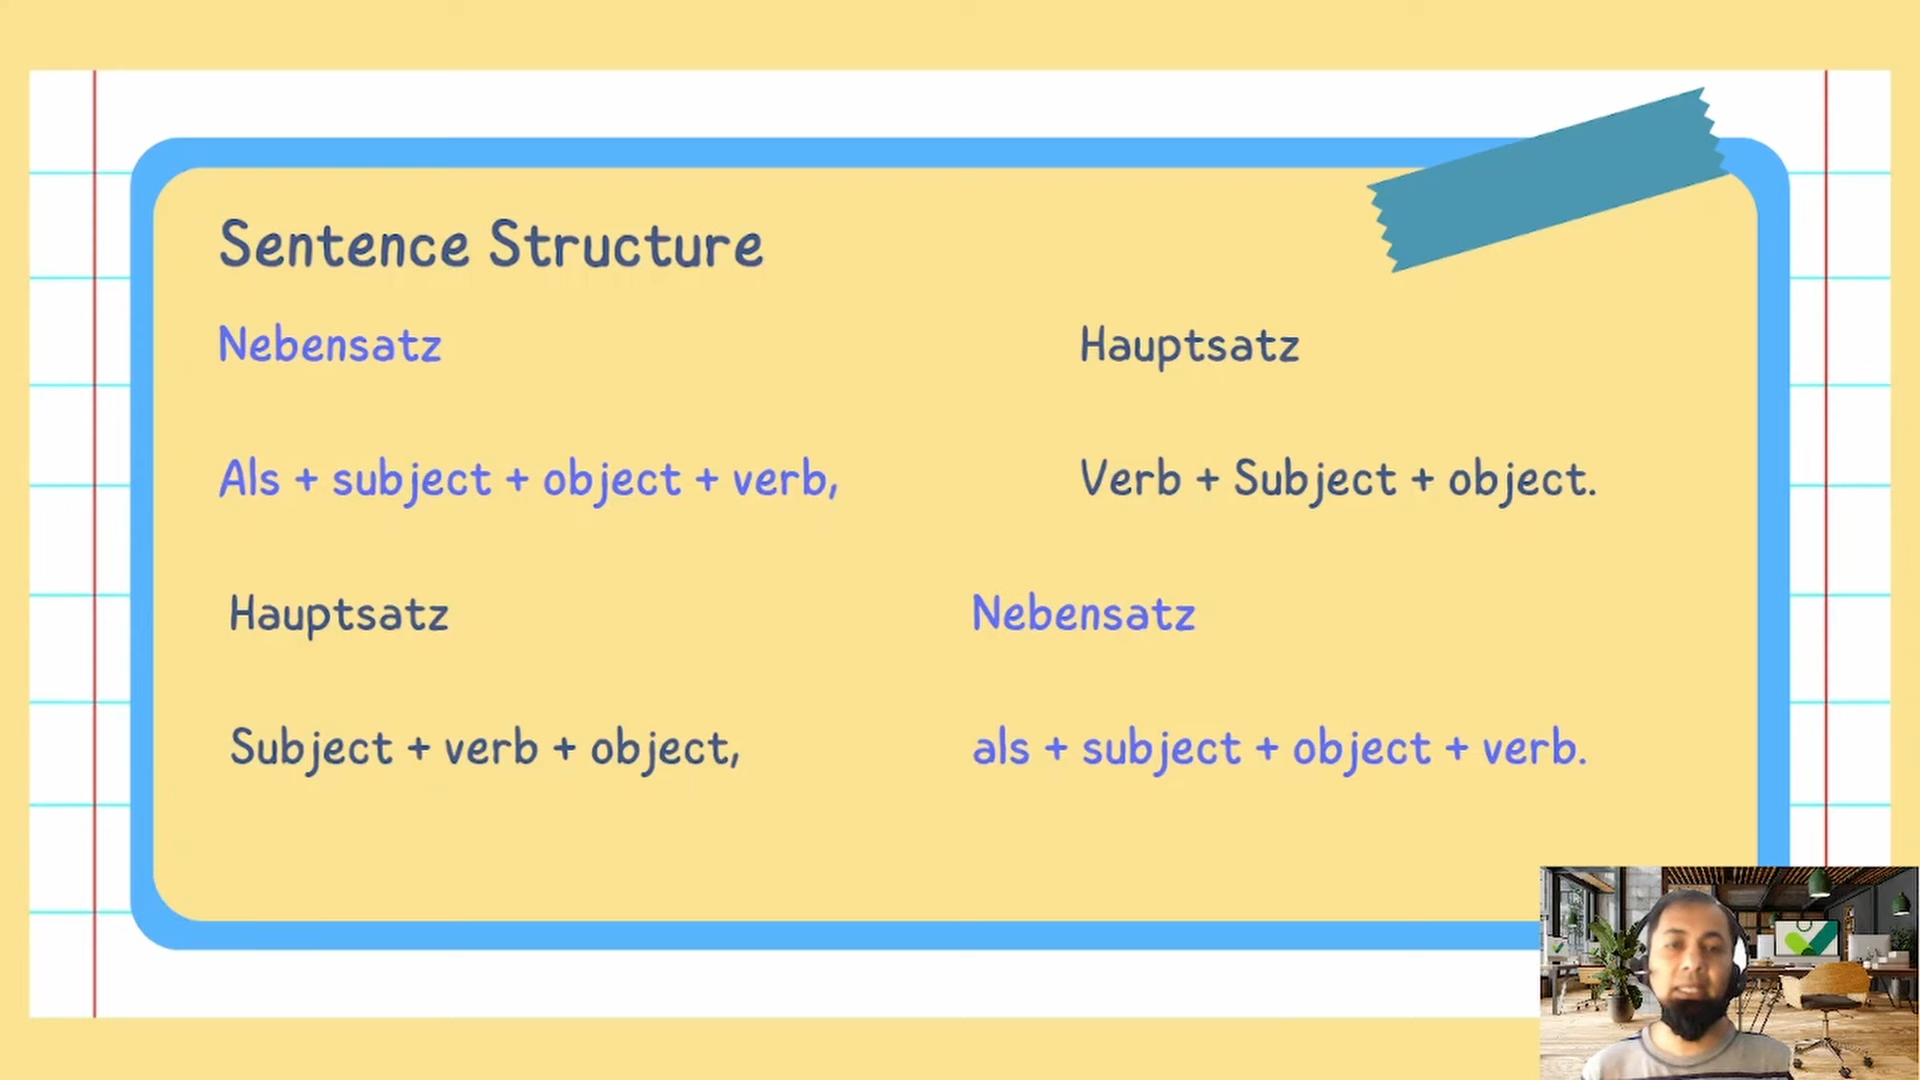 Sentence Structure
Nebensatz Hauptsatz
Als + subject + object + verb, Verb + Subject + object.
Hauptsatz Nebensatz
Subject + verb + object, als + subject + object + verb.